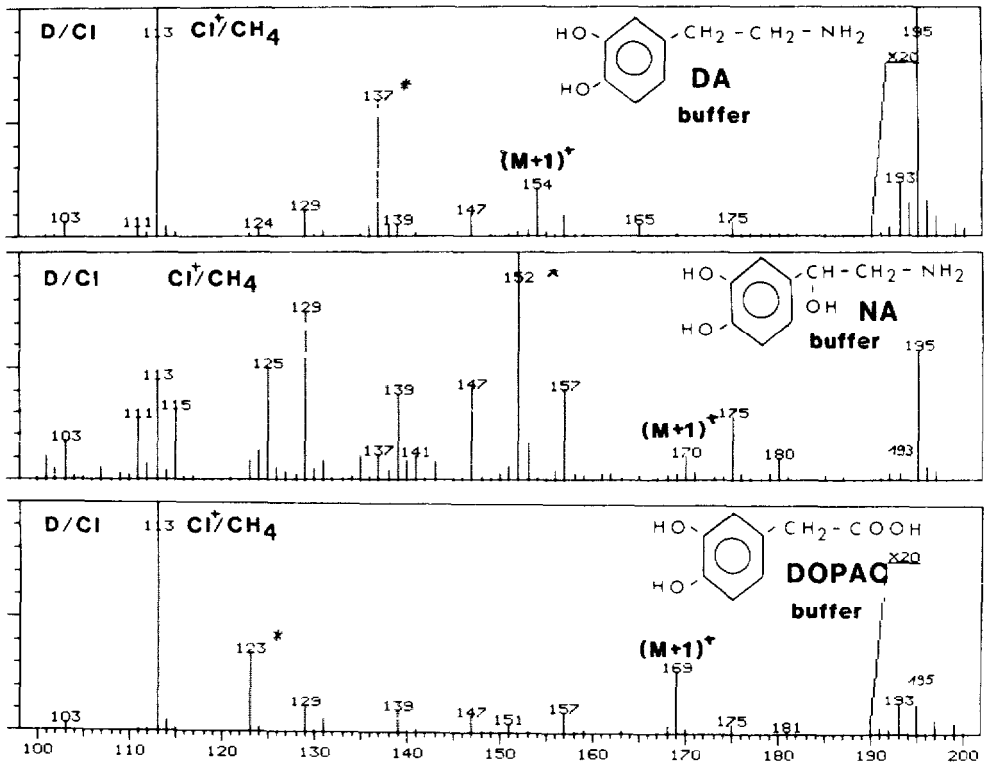 D/CI 113 CI⁺/CH₄ HO CH₂ – CH₂ – NH₂ 195
×20
137 *
HO DA
buffer
(M+1)⁺
154
193
103 111 124 129 139 147 165 175
D/CI CI⁺/CH₄ 152 * HO CH – CH₂ – NH₂
OH NA
129
HO
buffer
195
125
113
139 147 157
115
111
175
(M+1)⁺
103
137 141 170 180 193
D/CI 113 CI⁺/CH₄ HO CH₂ – COOH
×20
HO DOPAC
buffer
123 *
(M+1)⁺
169
195
193
103 129 139 147 151 157 175 181
100 110 120 130 140 150 160 170 180 190 200